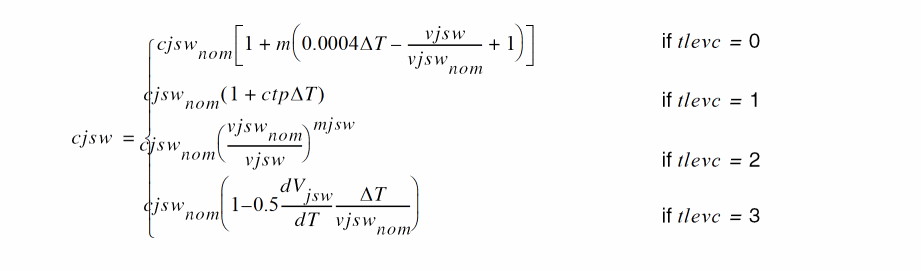 cjsw = { cjsw_nom[1 + m(0.0004ΔT – vjsw/vjsw_nom + 1)] if tlevc = 0
cjsw_nom(1 + ctpΔT) if tlevc = 1
cjsw_nom(vjsw_nom/vjsw)^mjsw if tlevc = 2
cjsw_nom(1–0.5 dV_jsw/dT ΔT/vjsw_nom) if tlevc = 3